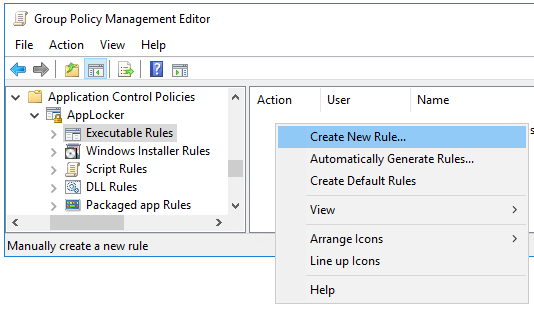 Group Policy Management Editor
File Action View Help
Application Control Policies
AppLocker
Executable Rules
Windows Installer Rules
Script Rules
DLL Rules
Packaged app Rules
Action User Name
Create New Rule...
Automatically Generate Rules...
Create Default Rules
View
Arrange Icons
Line up Icons
Help
Manually create a new rule